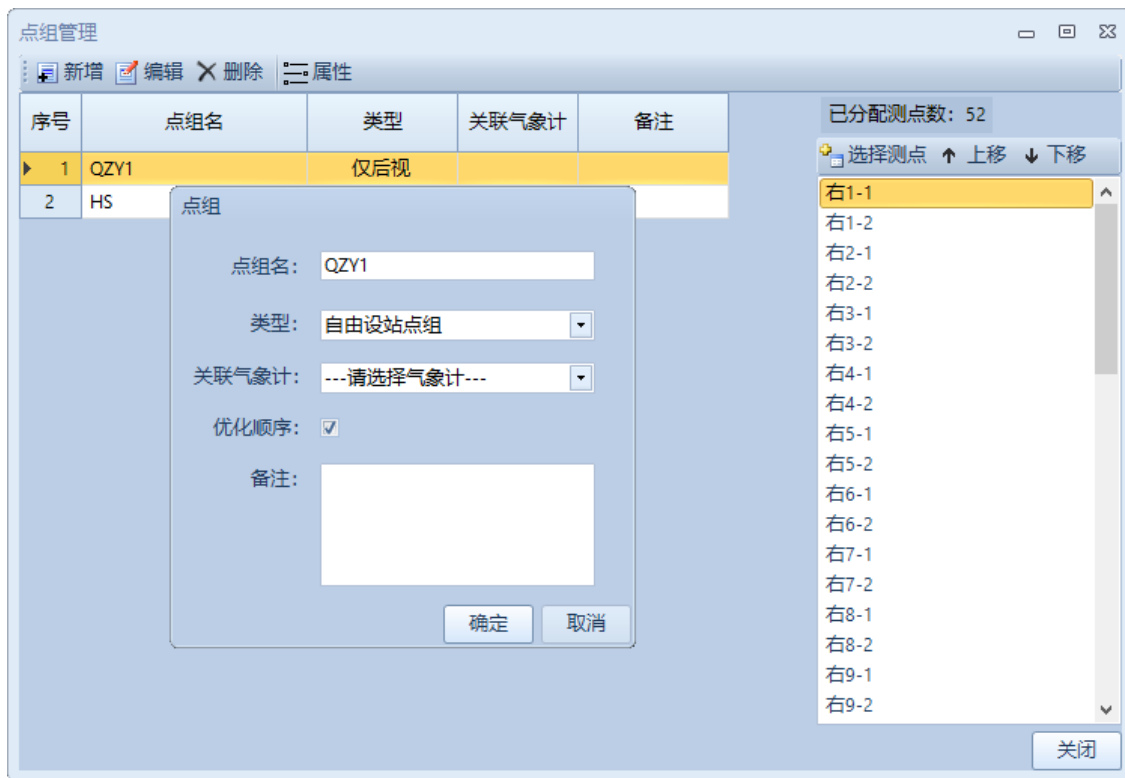 点组管理
新增 编辑 删除 属性
序号 点组名 类型 关联气象计 备注
1 QZY1 仅后视
2 HS
点组
点组名： QZY1
类型： 自由设站点组
关联气象计： ---请选择气象计---
优化顺序：
备注：
确定 取消
已分配测点数：52
选择测点 上移 下移
右1-1
右1-2
右2-1
右2-2
右3-1
右3-2
右4-1
右4-2
右5-1
右5-2
右6-1
右6-2
右7-1
右7-2
右8-1
右8-2
右9-1
右9-2
关闭